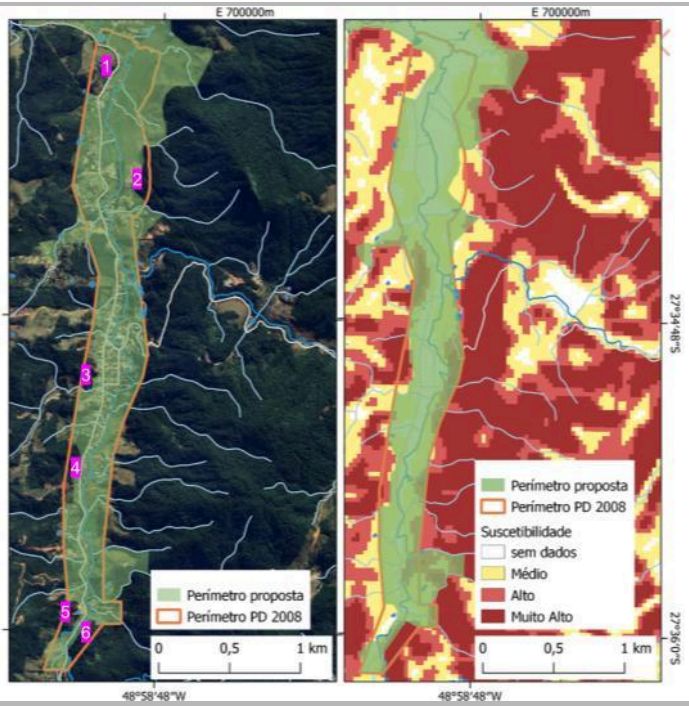 E 700000m
E 700000m
1
2
3
4
5
6
Perímetro proposta
Perímetro PD 2008
0 0,5 1 km
48°58'48"W
Perímetro proposta
Perímetro PD 2008
Suscetibilidade
sem dados
Médio
Alto
Muito Alto
0 0,5 1 km
48°58'48"W
27°34'48"S
27°36'0"S